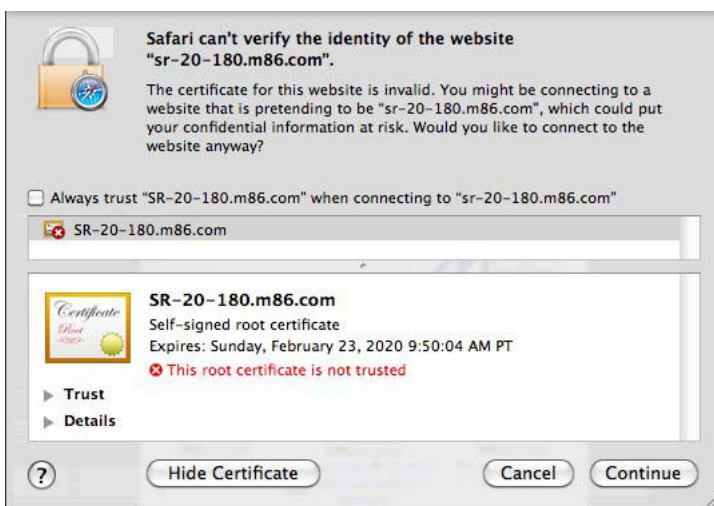 Safari can't verify the identity of the website
"sr-20-180.m86.com".
The certificate for this website is invalid. You might be connecting to a
website that is pretending to be "sr-20-180.m86.com", which could put
your confidential information at risk. Would you like to connect to the
website anyway?
Always trust "SR-20-180.m86.com" when connecting to "sr-20-180.m86.com"
SR-20-180.m86.com
Certificate
Root
SR-20-180.m86.com
Self-signed root certificate
Expires: Sunday, February 23, 2020 9:50:04 AM PT
This root certificate is not trusted
Trust
Details
?
Hide Certificate
Cancel
Continue